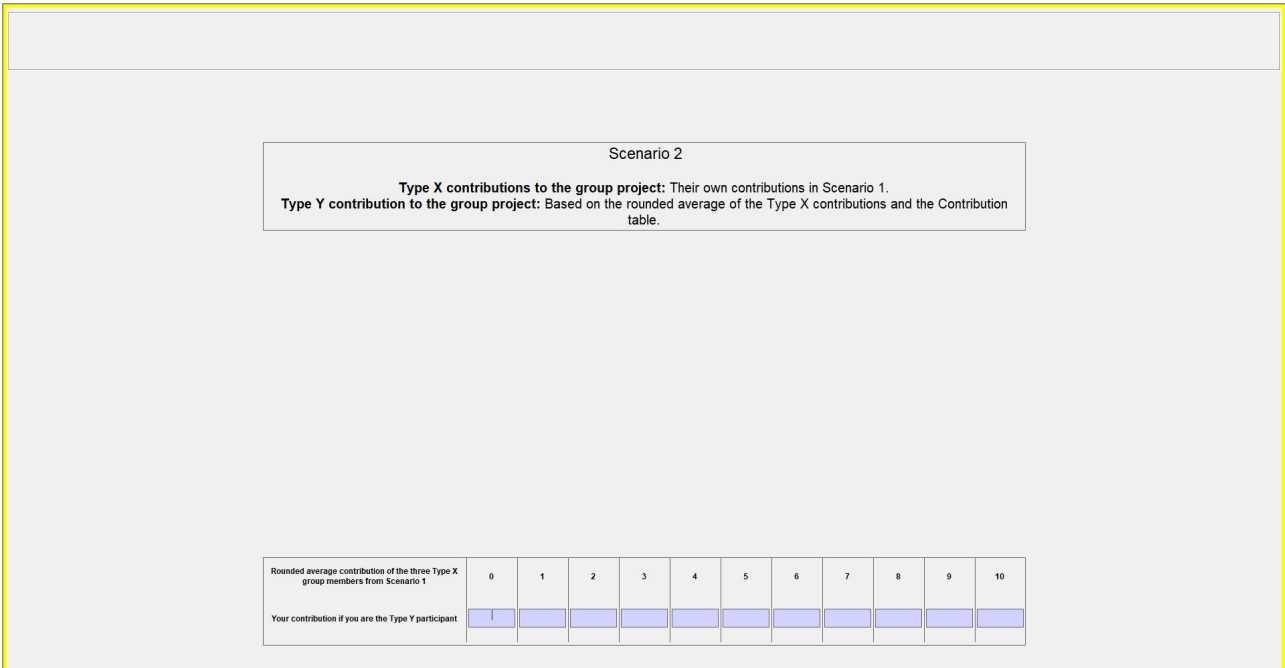 Scenario 2
Type X contributions to the group project: Their own contributions in Scenario 1.
Type Y contribution to the group project: Based on the rounded average of the Type X contributions and the Contribution
table.
Rounded average contribution of the three Type X
group members from Scenario 1
0 1 2 3 4 5 6 7 8 9 10
Your contribution if you are the Type Y participant